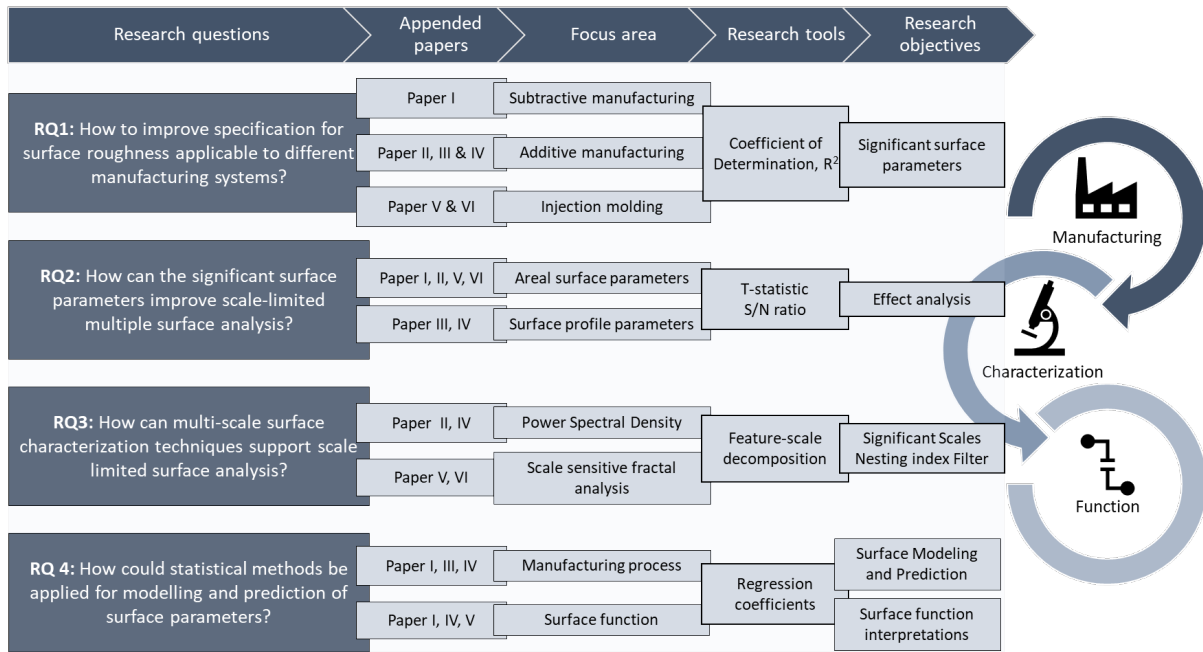 Research questions
Appended
papers
Focus area
Research tools
Research
objectives
RQ1: How to improve specification for
surface roughness applicable to different
manufacturing systems?
Paper I
Subtractive manufacturing
Paper II, III & IV
Additive manufacturing
Paper V & VI
Injection molding
Coefficient of
Determination, R²
Significant surface
parameters
RQ2: How can the significant surface
parameters improve scale-limited
multiple surface analysis?
Paper I, II, V, VI
Areal surface parameters
Paper III, IV
Surface profile parameters
T-statistic
S/N ratio
Effect analysis
RQ3: How can multi-scale surface
characterization techniques support scale
limited surface analysis?
Paper II, IV
Power Spectral Density
Paper V, VI
Scale sensitive fractal
analysis
Feature-scale
decomposition
Significant Scales
Nesting index Filter
RQ 4: How could statistical methods be
applied for modelling and prediction of
surface parameters?
Paper I, III, IV
Manufacturing process
Paper I, IV, V
Surface function
Regression
coefficients
Surface Modeling
and Prediction
Surface function
interpretations
Manufacturing
Characterization
Function